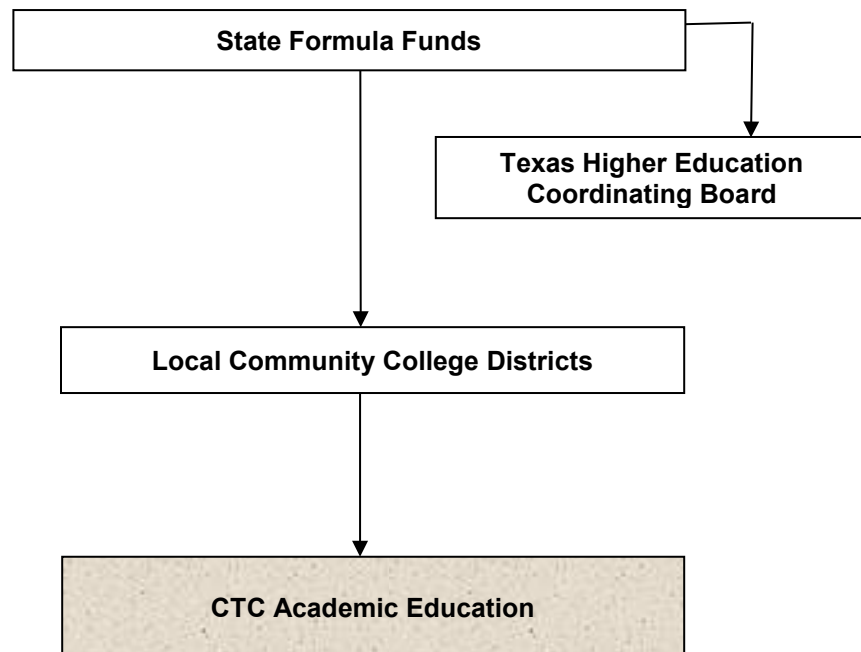 State Formula Funds
Texas Higher Education
Coordinating Board
Local Community College Districts
CTC Academic Education